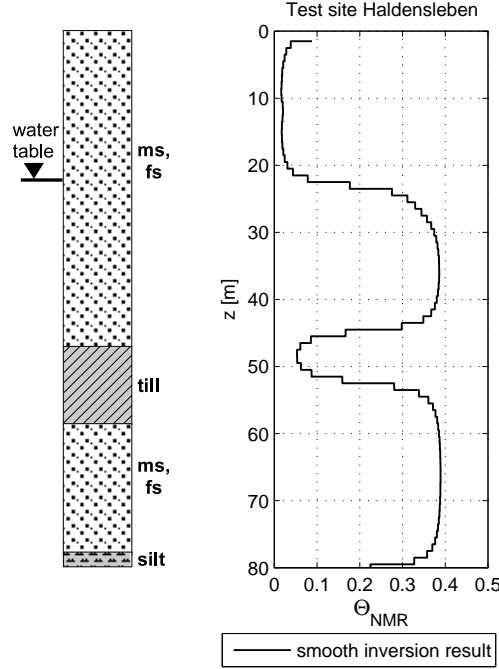 Test site Haldensleben
water
table
ms,
fs
till
ms,
fs
silt
z [m]
0
10
20
30
40
50
60
70
80
0
0.1
0.2
0.3
0.4
0.5
Θ_NMR
smooth inversion result